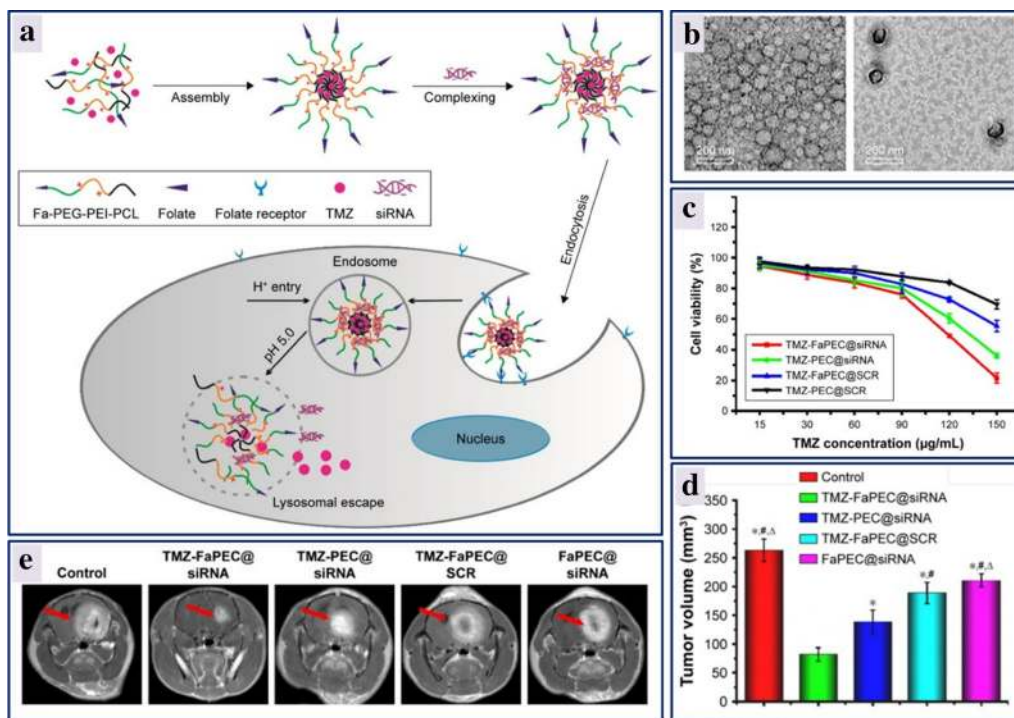 a
Assembly
Complexing
Fa-PEG-PEI-PCL
Folate
Folate receptor
TMZ
siRNA
Endocytosis
Endosome
H⁺ entry
pH 5.0
Nucleus
Lysosomal escape
b
200 nm
200 nm
c
Cell viability (%)
120
100
80
60
40
20
0
TMZ-FaPEC@siRNA
TMZ-PEC@siRNA
TMZ-FaPEC@SCR
TMZ-PEC@SCR
15 30 60 90 120 150
TMZ concentration (µg/mL)
d
Tumor volume (mm³)
350
300
250
200
150
100
50
0
Control
TMZ-FaPEC@siRNA
TMZ-PEC@siRNA
TMZ-FaPEC@SCR
FaPEC@siRNA
*,#,Δ
*
*,#
*,#,Δ
e
Control
TMZ-FaPEC@
siRNA
TMZ-PEC@
siRNA
TMZ-FaPEC@
SCR
FaPEC@
siRNA